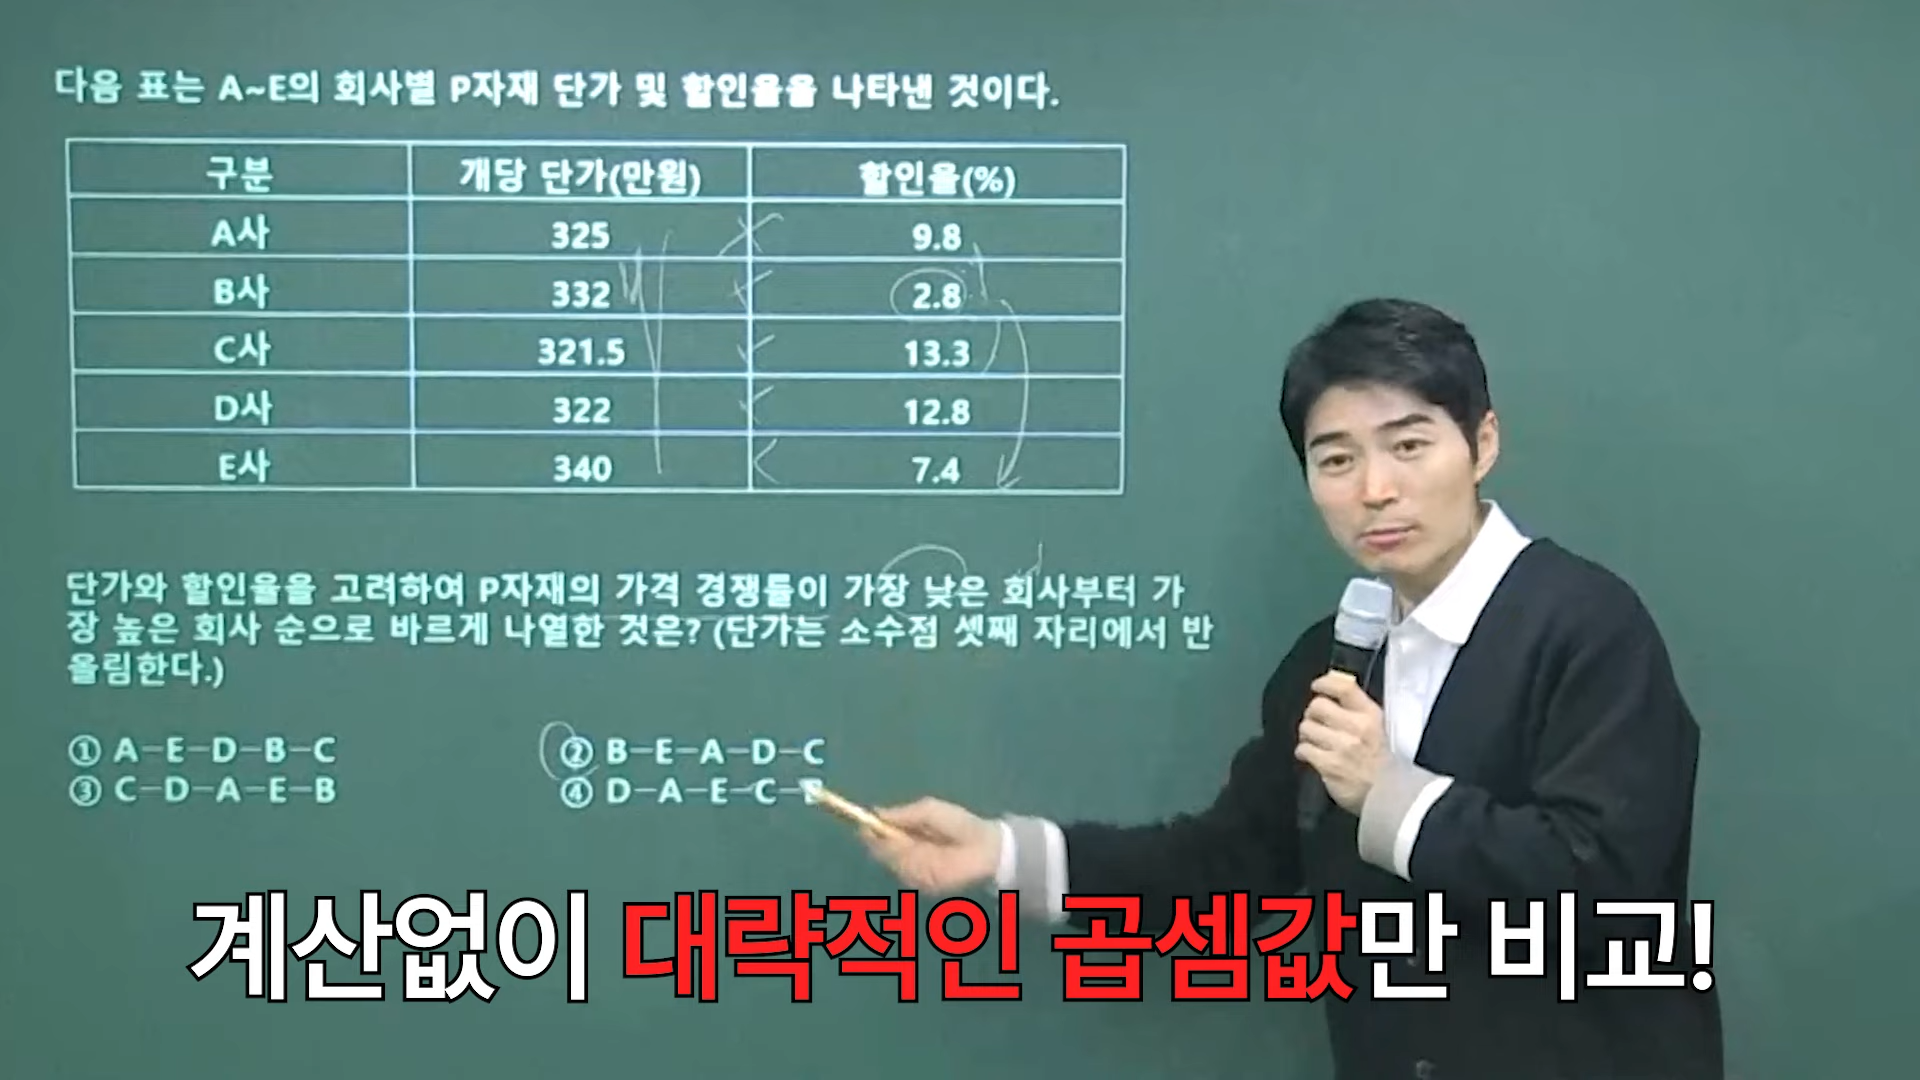 다음 표는 A~E의 회사별 P자재 단가 및 할인율을 나타낸 것이다.
구분 개당 단가(만원) 할인율(%)
A사 325 9.8
B사 332 2.8
C사 321.5 13.3
D사 322 12.8
E사 340 7.4
단가와 할인율을 고려하여 P자재의 가격 경쟁률이 가장 낮은 회사부터 가
장 높은 회사 순으로 바르게 나열한 것은? (단가는 소수점 셋째 자리에서 반
올림한다.)
① A-E-D-B-C ② B-E-A-D-C
③ C-D-A-E-B ④ D-A-E-C-B
계산없이 대략적인 곱셈값만 비교!